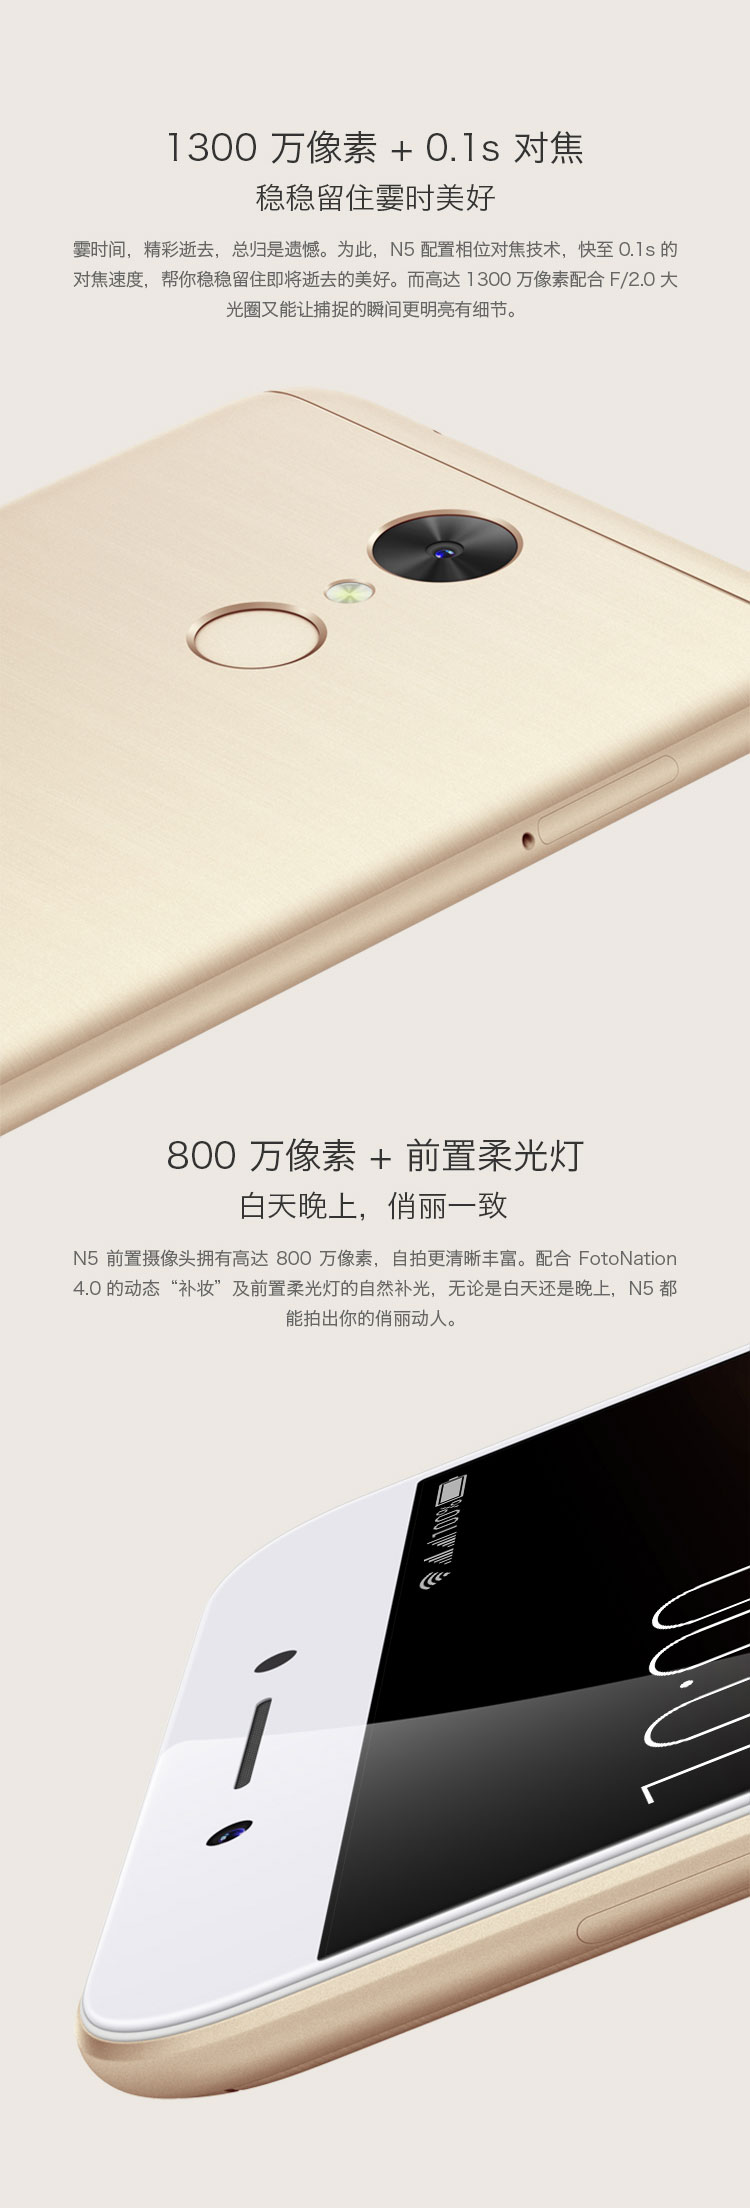 1300 万像素 + 0.1s 对焦
稳稳留住霎时美好
霎时间，精彩逝去，总归是遗憾。为此，N5 配置相位对焦技术，快至 0.1s 的
对焦速度，帮你稳稳留住即将逝去的美好。而高达 1300 万像素配合 F/2.0 大
光圈又能让捕捉的瞬间更明亮有细节。
800 万像素 + 前置柔光灯
白天晚上，俏丽一致
N5 前置摄像头拥有高达 800 万像素，自拍更清晰丰富。配合 FotoNation
4.0 的动态“补妆”及前置柔光灯的自然补光，无论是白天还是晚上，N5 都
能拍出你的俏丽动人。
100%
10:00